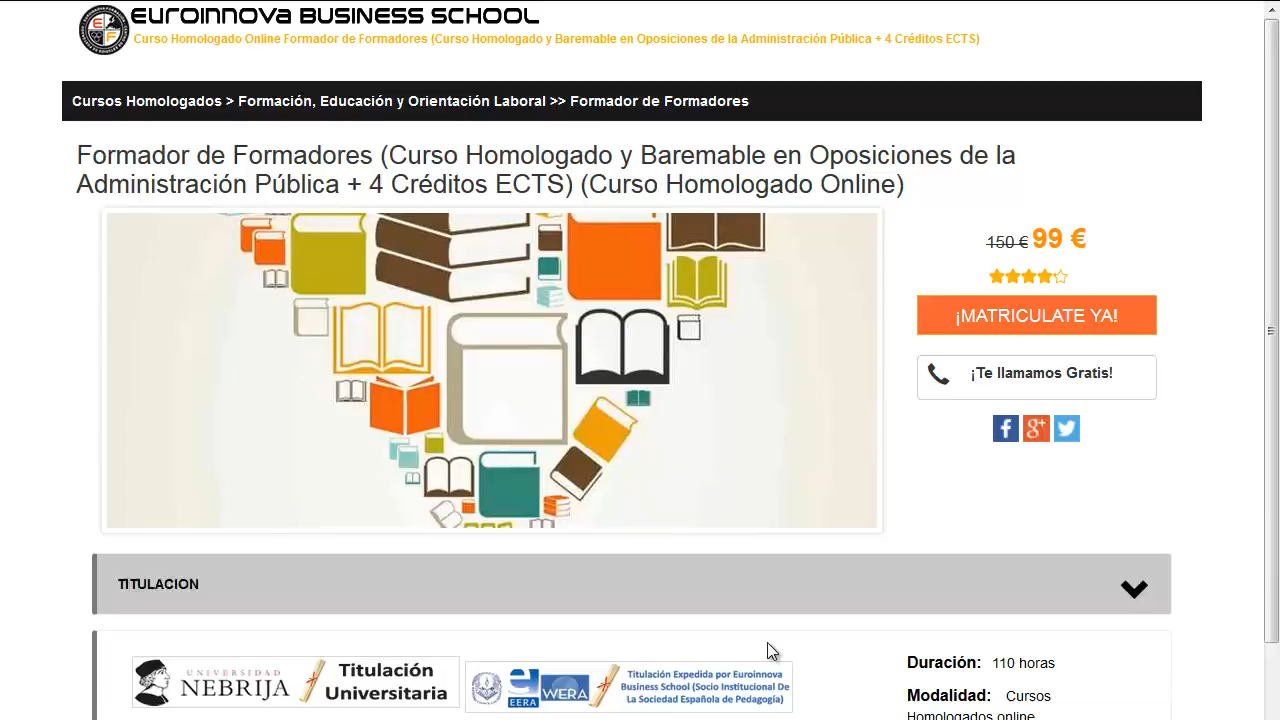 EUROINNOVA BUSINESS SCHOOL
Curso Homologado Online Formador de Formadores (Curso Homologado y Baremable en Oposiciones de la Administración Pública + 4 Créditos ECTS)
Cursos Homologados > Formación, Educación y Orientación Laboral >> Formador de Formadores
Formador de Formadores (Curso Homologado y Baremable en Oposiciones de la
Administración Pública + 4 Créditos ECTS) (Curso Homologado Online)
150 € 99 €
¡MATRICULATE YA!
¡Te llamamos Gratis!
TITULACION
UNIVERSIDAD
NEBRIJA
Titulación
Universitaria
EERA
WERA
Titulación Expedida por Euroinnova
Business School (Socio Institucional De
La Sociedad Española de Pedagogía)
Duración: 110 horas
Modalidad: Cursos
Homologados online